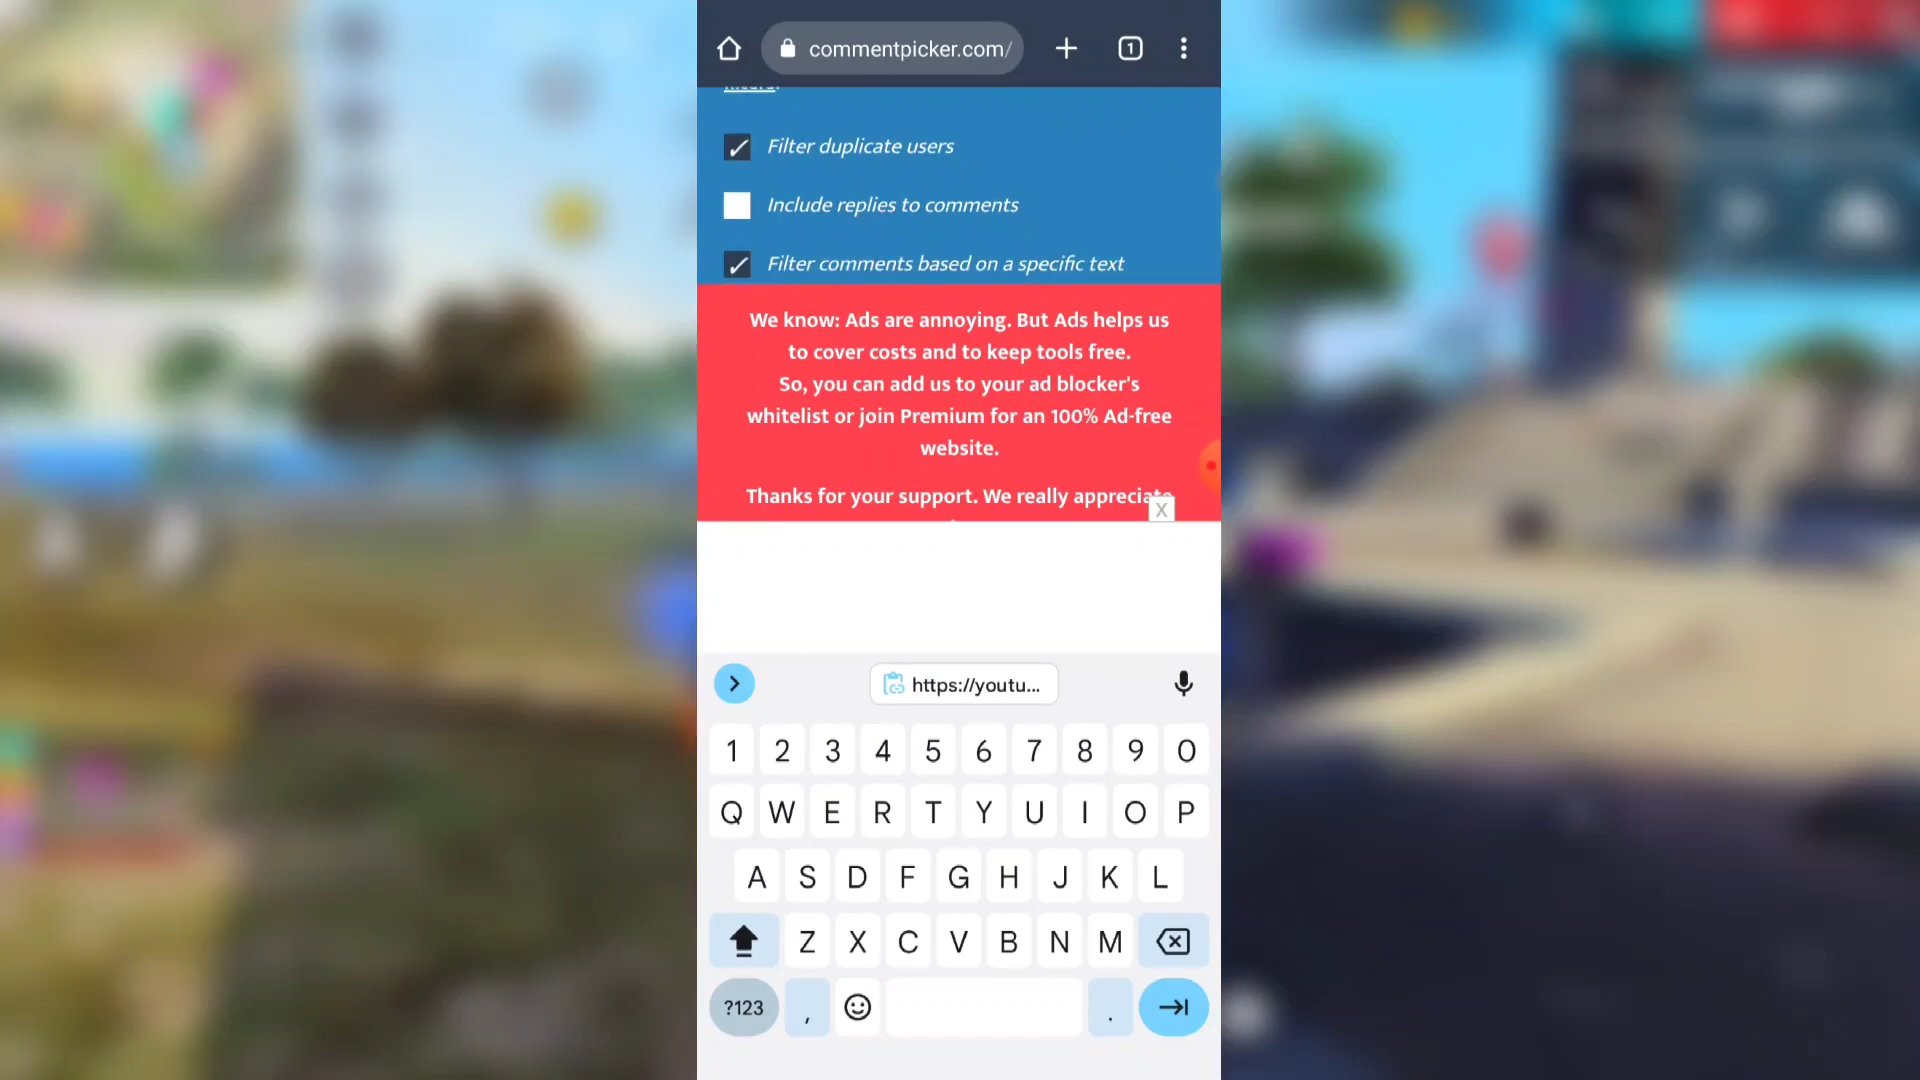 commentpicker.com/
1
Filter duplicate users
Include replies to comments
Filter comments based on a specific text
We know: Ads are annoying. But Ads helps us
to cover costs and to keep tools free.
So, you can add us to your ad blocker's
whitelist or join Premium for an 100% Ad-free
website.
Thanks for your support. We really appreciate
X
https://youtu...
1 2 3 4 5 6 7 8 9 0
Q W E R T Y U I O P
A S D F G H J K L
Z X C V B N M
?123 , .